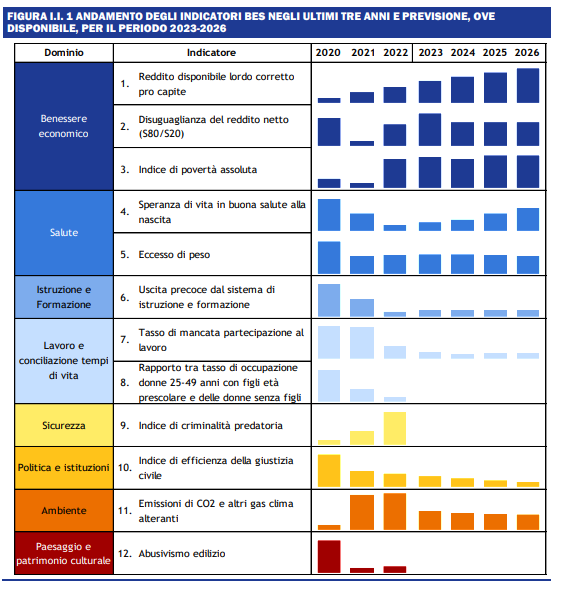 FIGURA I.I. 1 ANDAMENTO DEGLI INDICATORI BES NEGLI ULTIMI TRE ANNI E PREVISIONE, OVE
DISPONIBILE, PER IL PERIODO 2023-2026
Dominio Indicatore 2020 2021 2022 2023 2024 2025 2026
Benessere
economico
1. Reddito disponibile lordo corretto
pro capite
2. Disuguaglianza del reddito netto
(S80/S20)
3. Indice di povertà assoluta
Salute
4. Speranza di vita in buona salute alla
nascita
5. Eccesso di peso
Istruzione e
Formazione
6. Uscita precoce dal sistema di
istruzione e formazione
Lavoro e
conciliazione tempi
di vita
7. Tasso di mancata partecipazione al
lavoro
8. Rapporto tra tasso di occupazione
donne 25-49 anni con figli età
prescolare e delle donne senza figli
Sicurezza
9. Indice di criminalità predatoria
Politica e istituzioni
10. Indice di efficienza della giustizia
civile
Ambiente
11. Emissioni di CO2 e altri gas clima
alteranti
Paesaggio e
patrimonio culturale
12. Abusivismo edilizio